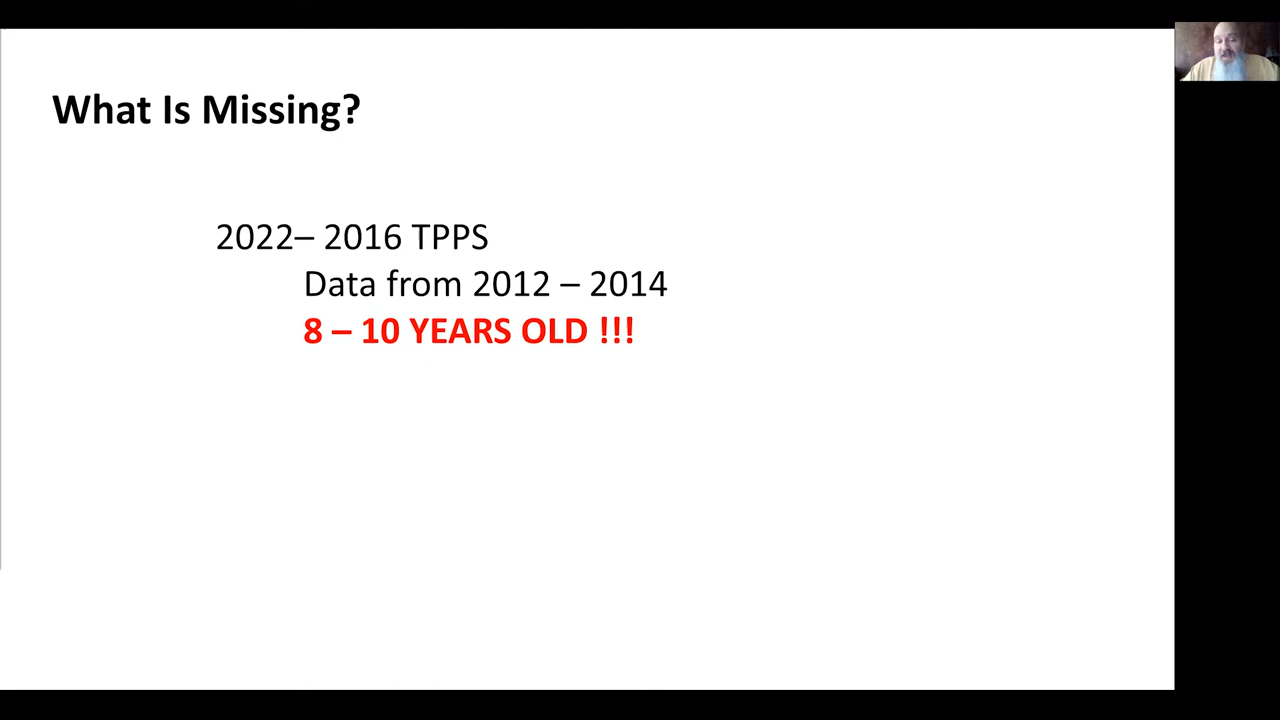 What Is Missing?
2022– 2016 TPPS
Data from 2012 – 2014
8 – 10 YEARS OLD !!!